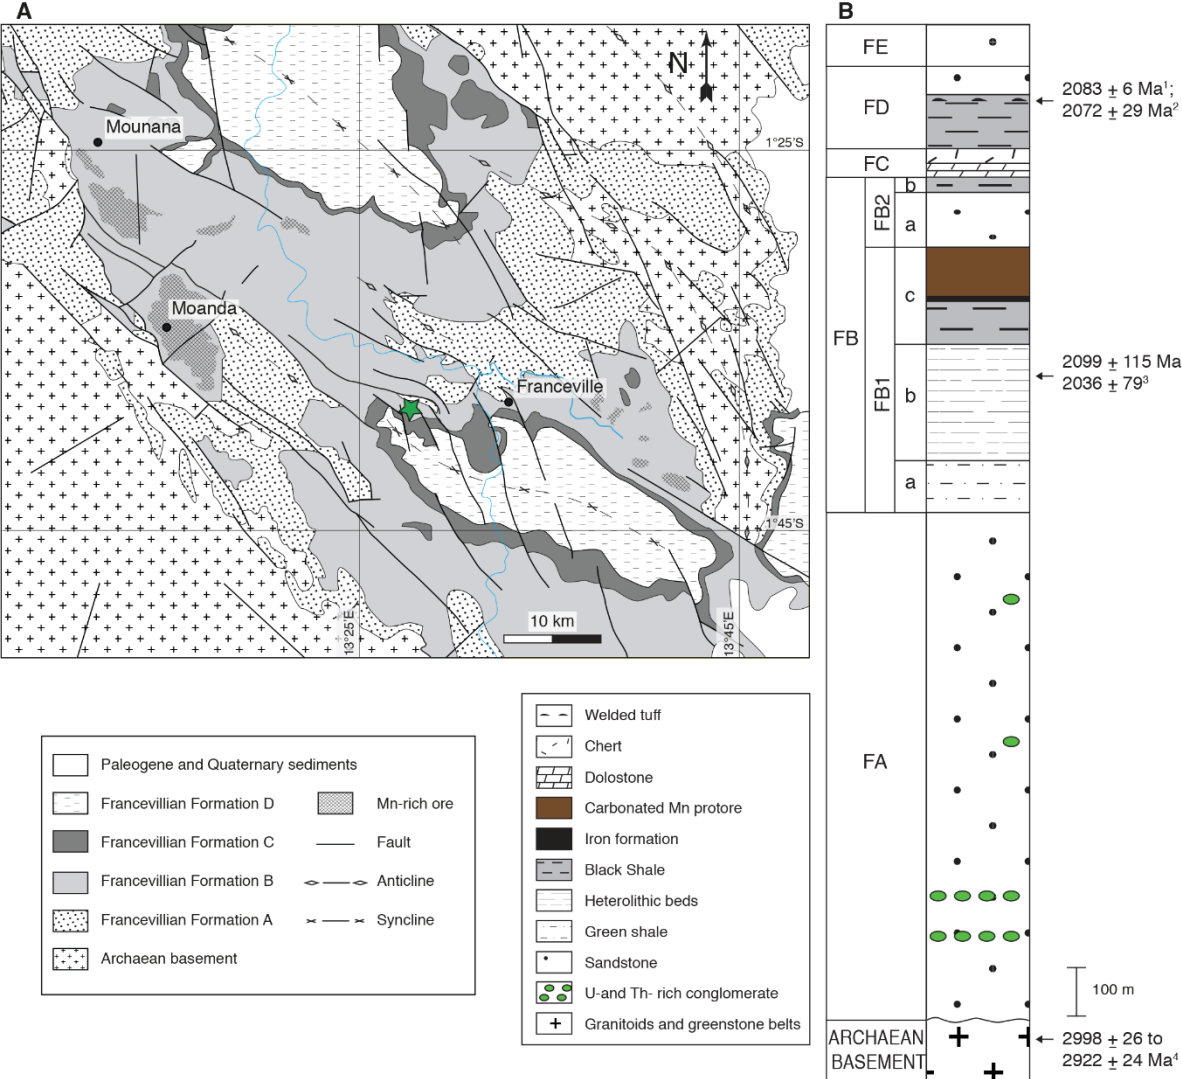 A
Mounana
N
1°25'S
Moanda
Franceville
1°45'S
10 km
13°25'E
13°45'E
Paleogene and Quaternary sediments
Francevillian Formation D
Francevillian Formation C
Francevillian Formation B
Francevillian Formation A
Archaean basement
Mn-rich ore
Fault
Anticline
Syncline
Welded tuff
Chert
Dolostone
Carbonated Mn protore
Iron formation
Black Shale
Heterolithic beds
Green shale
Sandstone
U-and Th- rich conglomerate
Granitoids and greenstone belts
B
FE
FD
2083 ± 6 Ma¹;
2072 ± 29 Ma²
FC
FB
FB2
b
a
FB1
c
b
a
2099 ± 115 Ma
2036 ± 79³
FA
100 m
ARCHAEAN
BASEMENT
2998 ± 26 to
2922 ± 24 Ma⁴